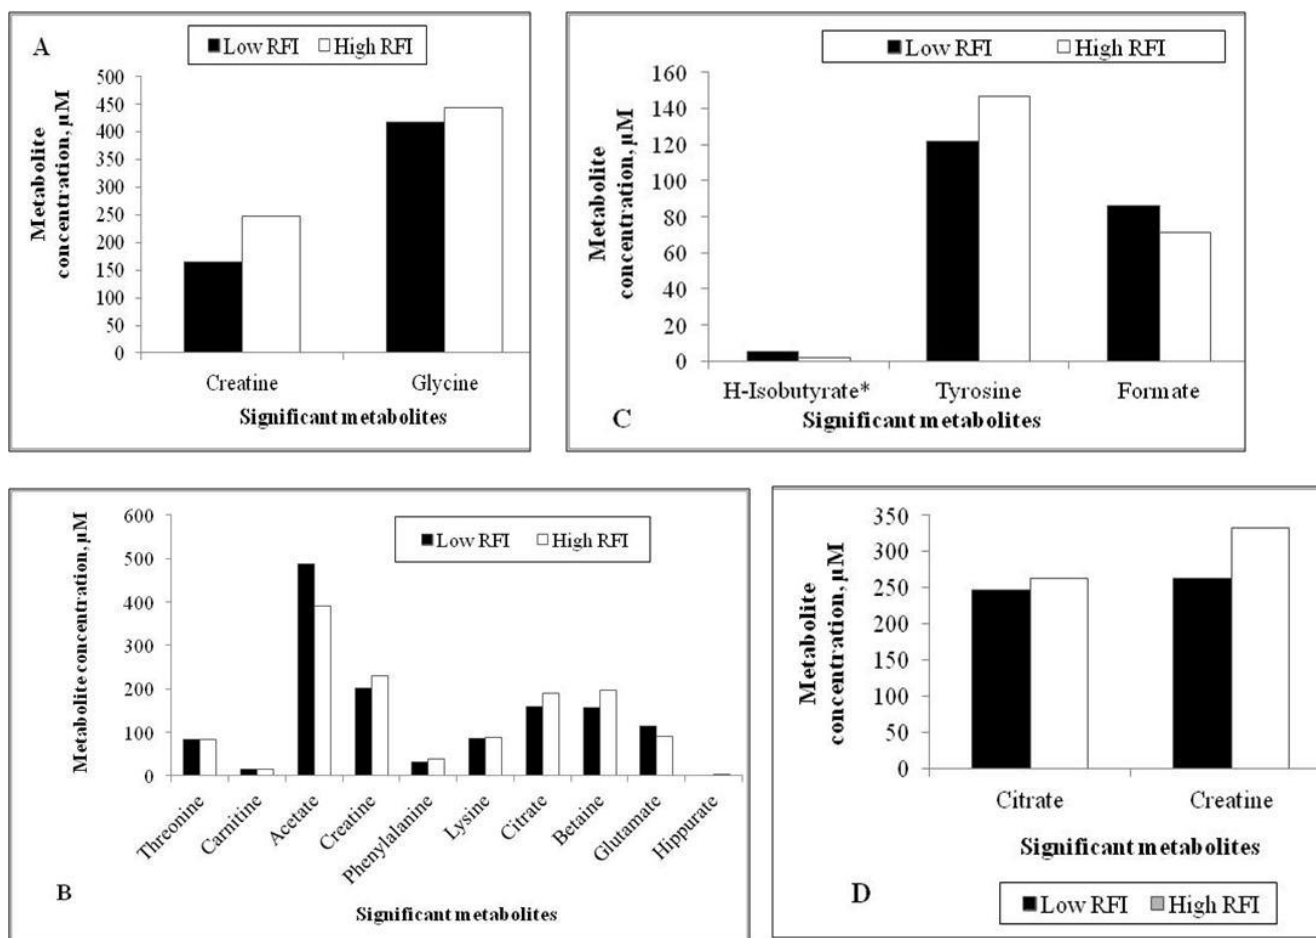 A
Low RFI High RFI
Metabolite
concentration, µM
500
450
400
350
300
250
200
150
100
50
0
Creatine Glycine
Significant metabolites
Low RFI High RFI
Metabolite
concentration, µM
160
140
120
100
80
60
40
20
0
H-Isobutyrate* Tyrosine Formate
C Significant metabolites
Low RFI High RFI
Metabolite concentration, µM
600
500
400
300
200
100
0
Threonine
Carnitine
Acetate
Creatine
Phenylalanine
Lysine
Citrate
Betaine
Glutamate
Hippurate
B
Significant metabolites
Metabolite
concentration, µM
350
300
250
200
150
100
50
0
Citrate Creatine
Significant metabolites
D Low RFI High RFI